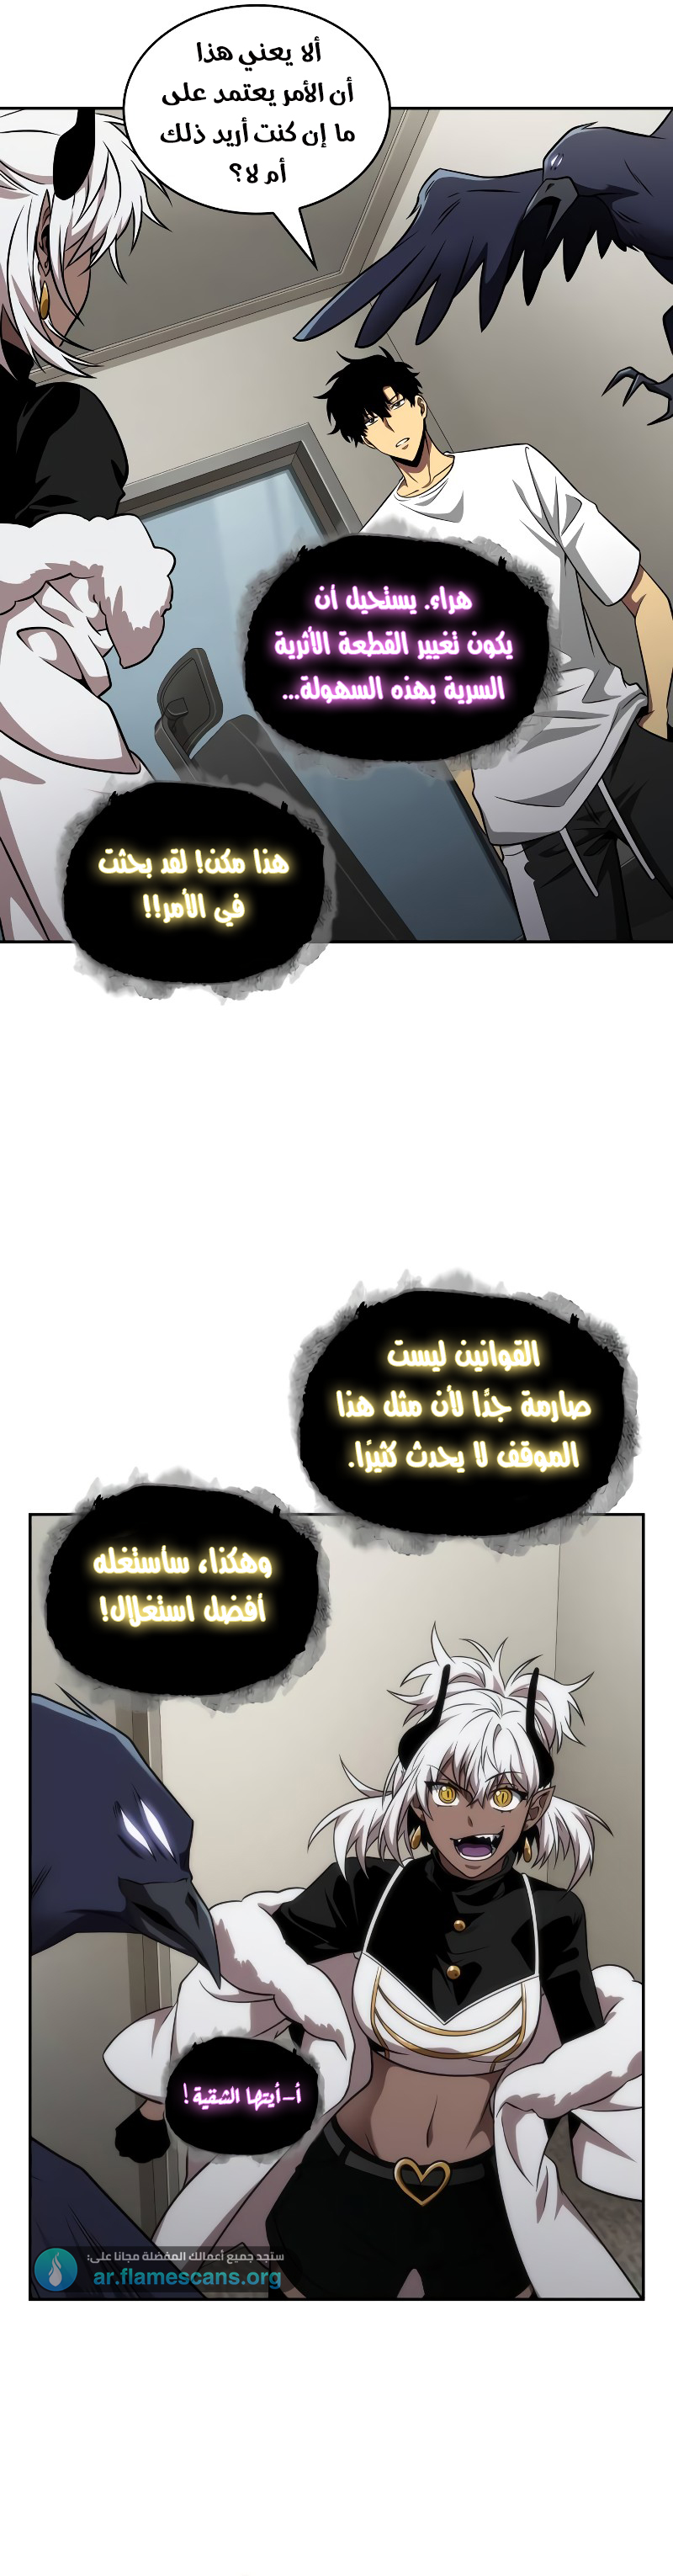 ألا يعني هذا
أن الأمر يعتمد على
ما إن كنت أريد ذلك
أم لا؟
هراء. يستحيل أن
يكون تغيير القطعة الأثرية
السرية بهذه السهولة...
هذا مكن! لقد بحثت
في الأمر!!
القوانين ليست
صارمة جدًا لأن مثل هذا
الموقف لا يحدث كثيرًا.
وهكذا، سأستغله
أفضل استغلال!
أ-أيتها الشقية!
ستجد جميع أعمالك المفضلة مجانا على:
ar.flamescans.org